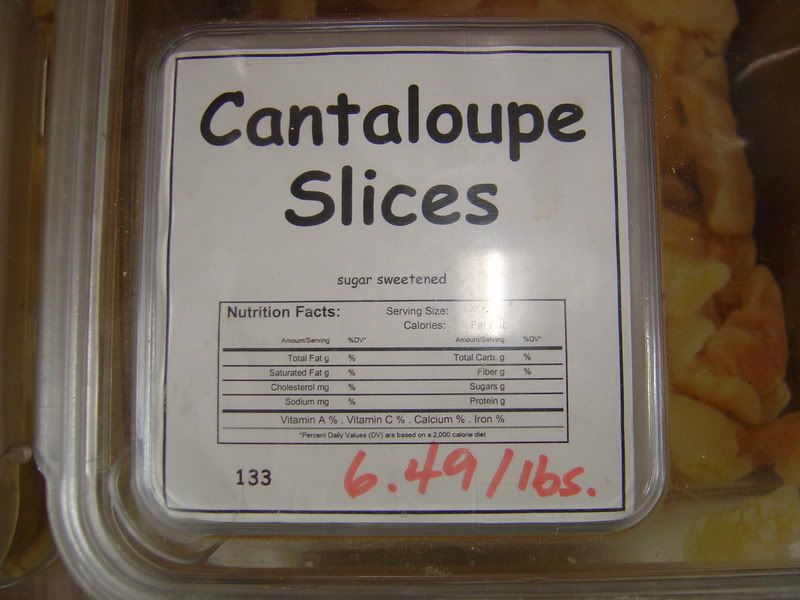 Cantaloupe
Slices
sugar sweetened
Nutrition Facts: Serving Size:
Calories: - Fat
Amount/Serving %DV* Amount/Serving %DV*
Total Fat g % Total Carb. g %
Saturated Fat g % Fiber g %
Cholesterol mg % Sugars g
Sodium mg % Protein g
Vitamin A % . Vitamin C % . Calcium % . Iron %
*Percent Daily Values (DV) are based on a 2,000 calorie diet
133 6.49/lbs.